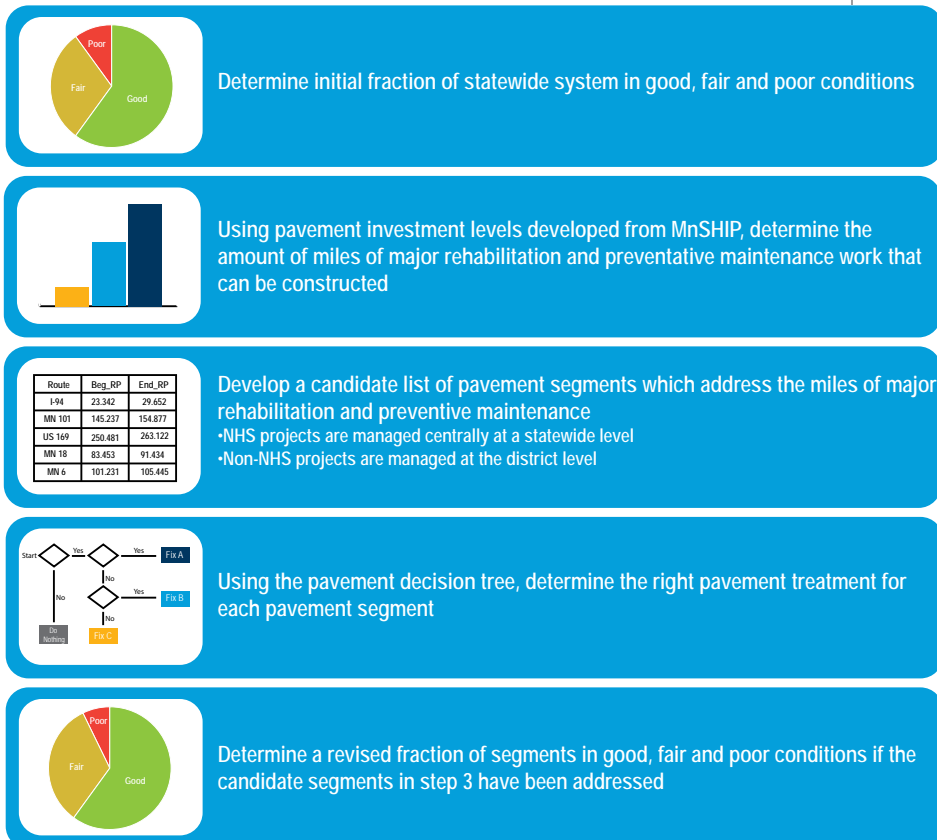 Poor
Fair
Good
Determine initial fraction of statewide system in good, fair and poor conditions
Using pavement investment levels developed from MnSHIP, determine the
amount of miles of major rehabilitation and preventative maintenance work that
can be constructed
Route Beg_RP End_RP
I-94 23.342 29.652
MN 101 145.237 154.877
US 169 250.481 263.122
MN 18 83.453 91.434
MN 6 101.231 105.445
Develop a candidate list of pavement segments which address the miles of major
rehabilitation and preventive maintenance
•NHS projects are managed centrally at a statewide level
•Non-NHS projects are managed at the district level
Start Yes Yes Fix A
No
No Yes Fix B
No
Do
Nothing
Fix C
Using the pavement decision tree, determine the right pavement treatment for
each pavement segment
Poor
Fair
Good
Determine a revised fraction of segments in good, fair and poor conditions if the
candidate segments in step 3 have been addressed